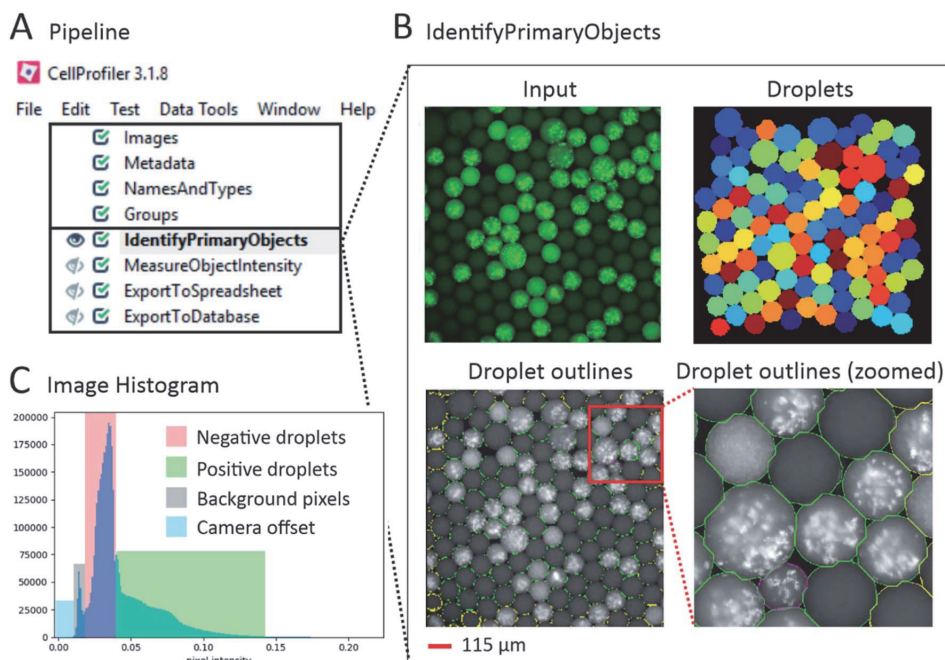 A Pipeline
CellProfiler 3.1.8
File Edit Test Data Tools Window Help
Images
Metadata
NamesAndTypes
Groups
IdentifyPrimaryObjects
MeasureObjectIntensity
ExportToSpreadsheet
ExportToDatabase
B IdentifyPrimaryObjects
Input
Droplets
Droplet outlines
Droplet outlines (zoomed)
115 µm
C Image Histogram
200000
175000
150000
125000
100000
75000
50000
25000
0
Negative droplets
Positive droplets
Background pixels
Camera offset
0.00 0.05 0.10 0.15 0.20
pixel intensity